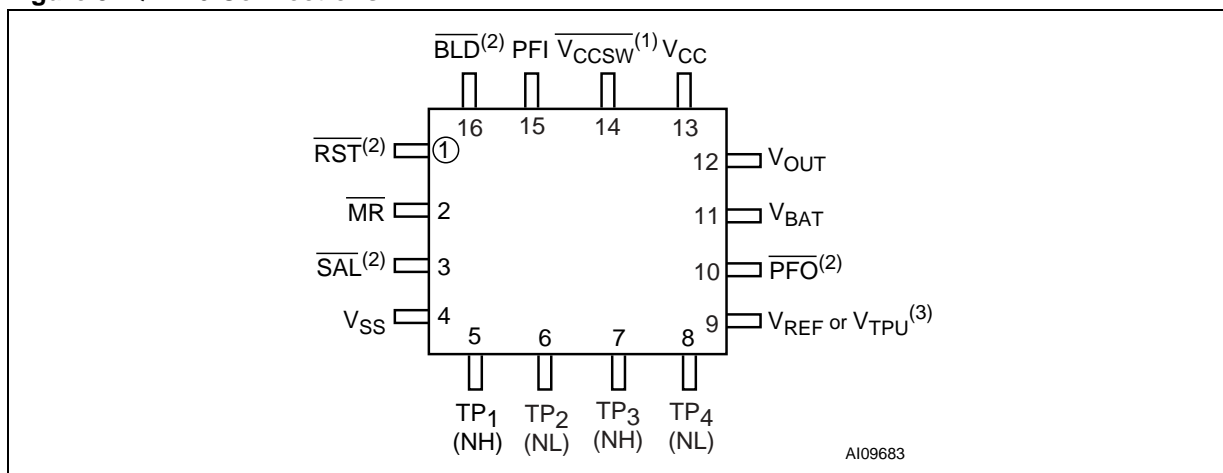 BLD(2) PFI VCCSW(1) VCC
16 15 14 13
RST(2) 1 12 VOUT
MR 2 11 VBAT
SAL(2) 3 10 PFO(2)
VSS 4 9 VREF or VTPU(3)
5 6 7 8
TP1 TP2 TP3 TP4
(NH) (NL) (NH) (NL)
AI09683